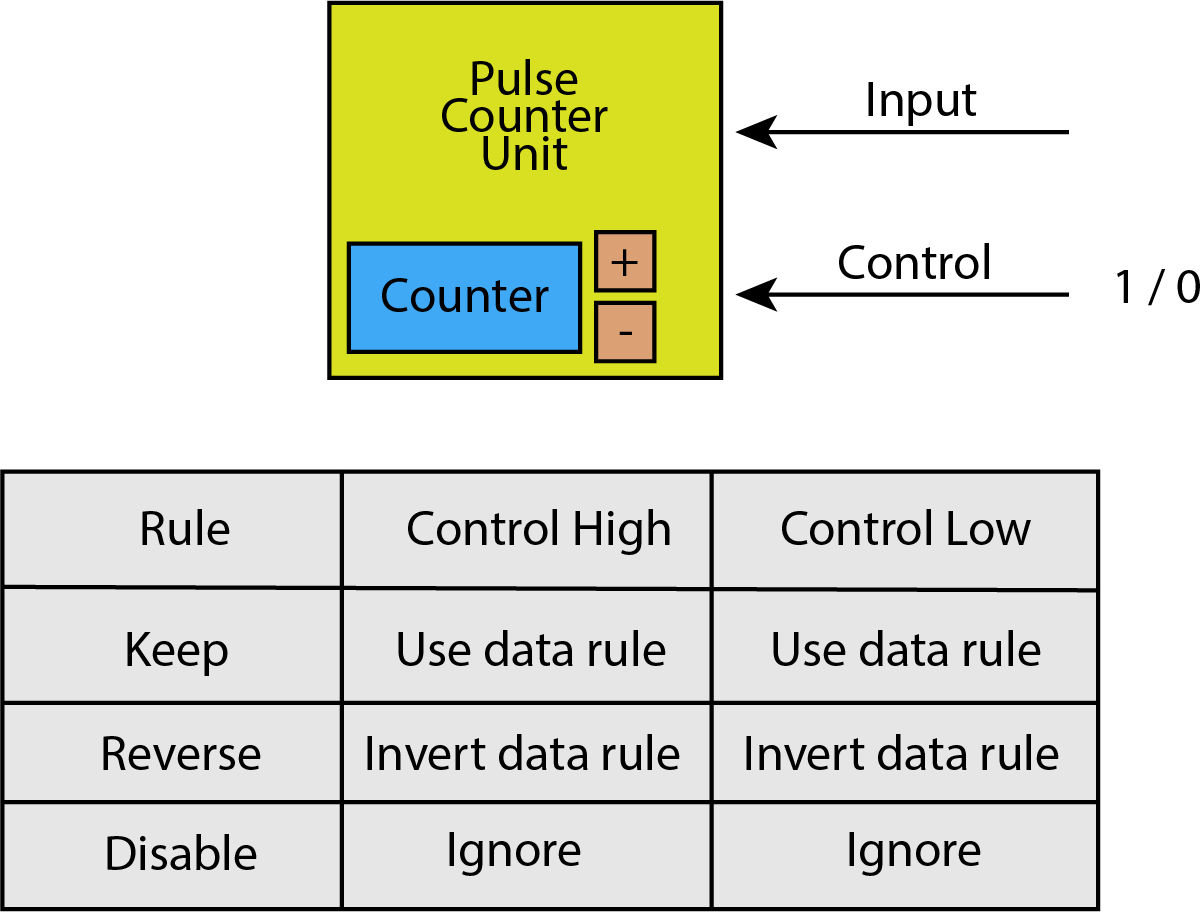 Pulse
Counter
Unit
Input
Counter
+
-
Control
1 / 0
Rule Control High Control Low
Keep Use data rule Use data rule
Reverse Invert data rule Invert data rule
Disable Ignore Ignore